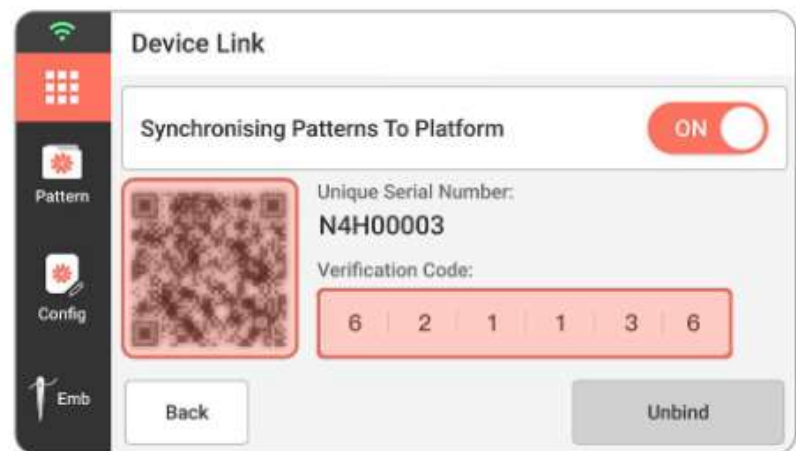 Device Link
Synchronising Patterns To Platform
ON
Pattern
Unique Serial Number:
N4H00003
Verification Code:
6 2 1 1 3 6
Config
Emb
Back
Unbind